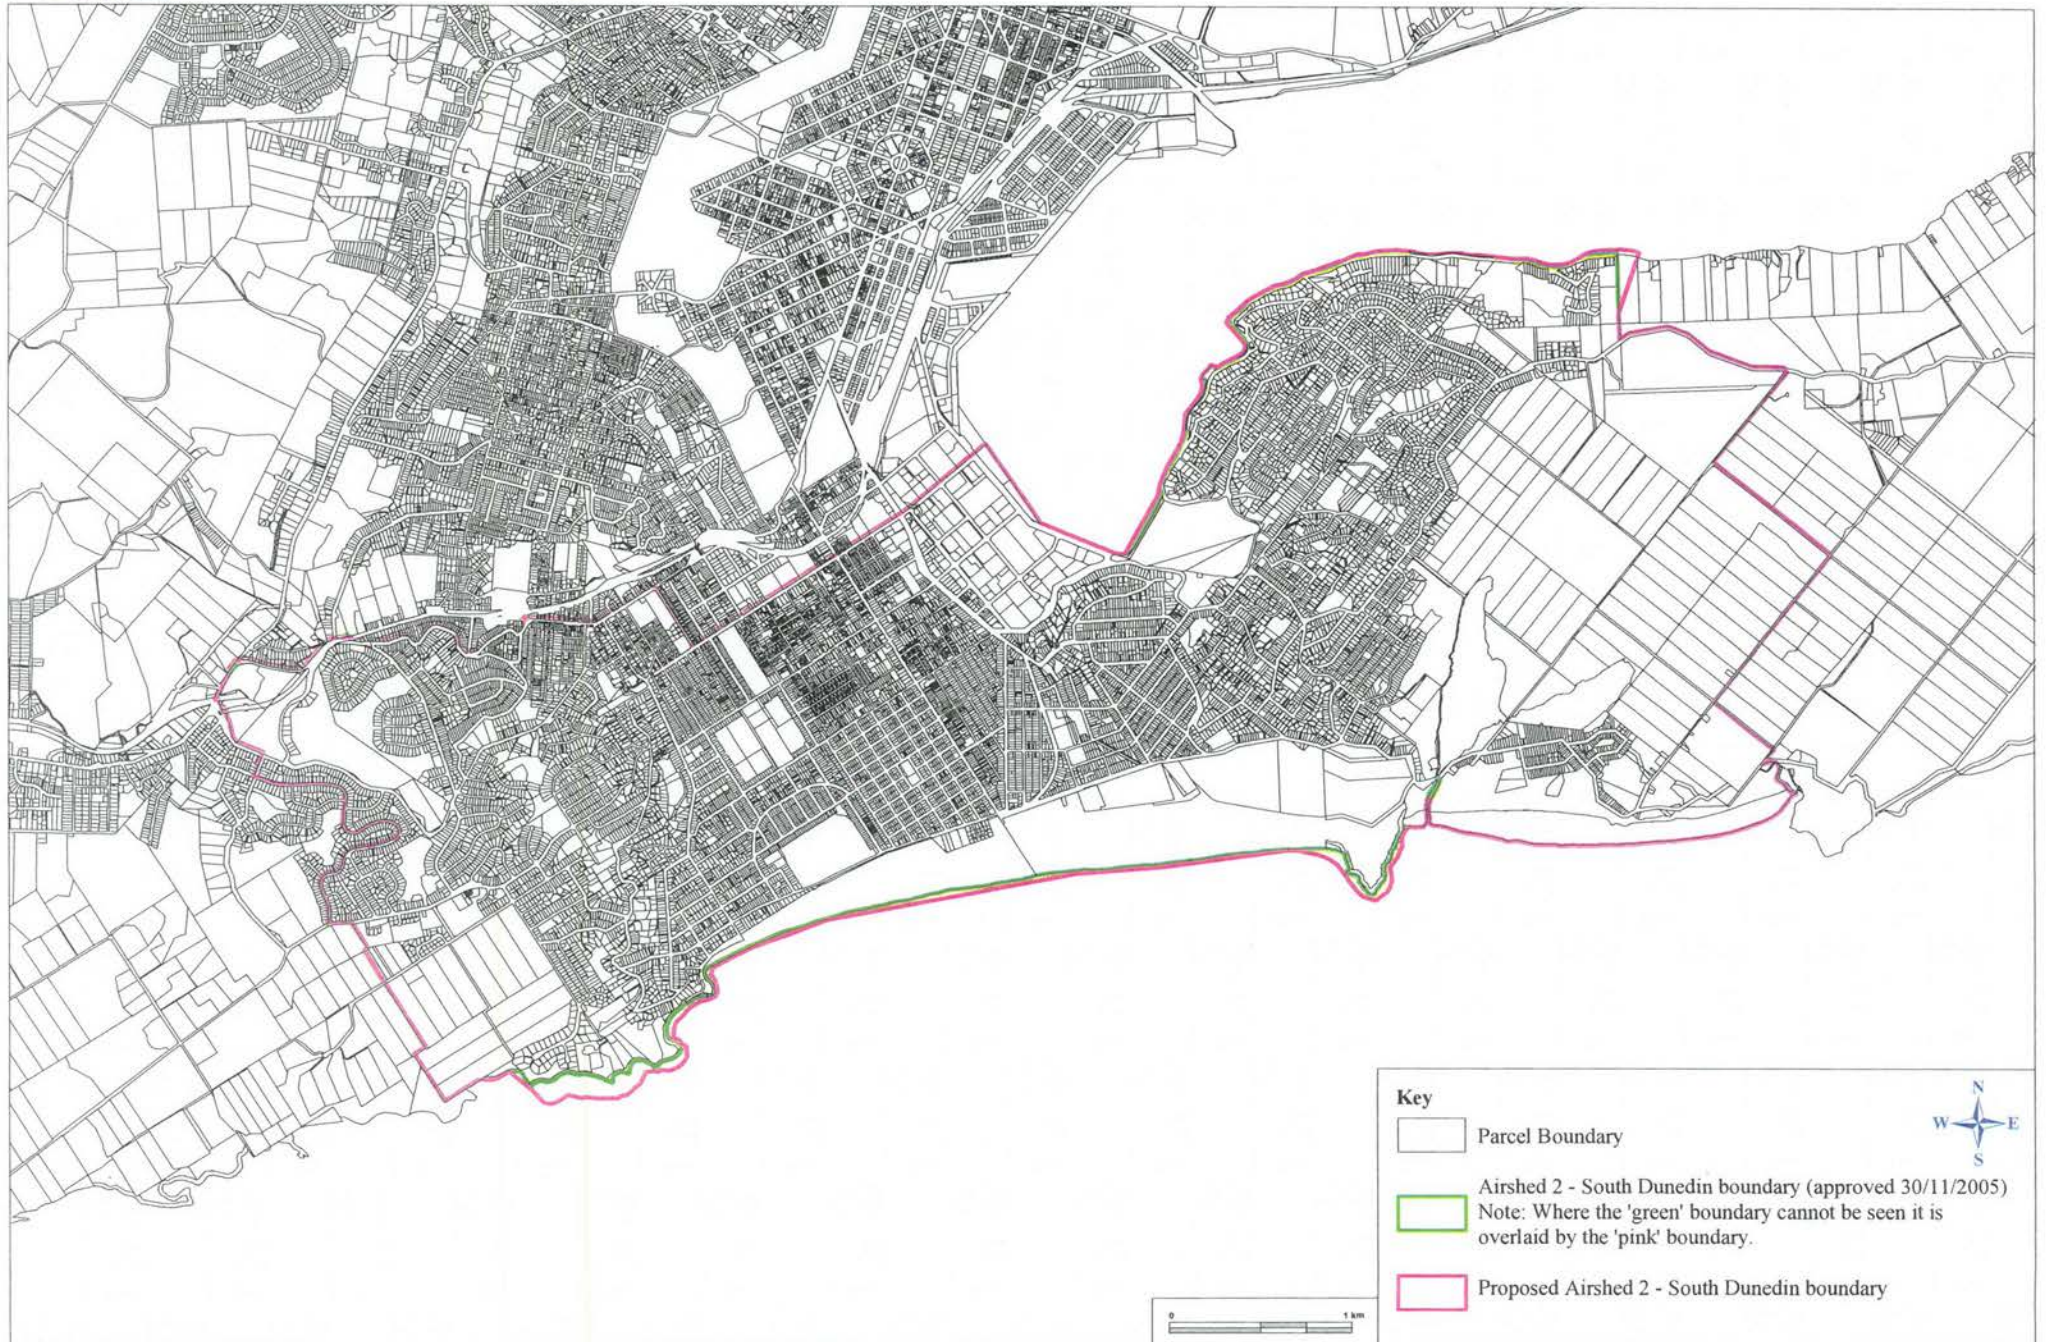 Key
N
W E
S
Parcel Boundary
Airshed 2 - South Dunedin boundary (approved 30/11/2005)
Note: Where the 'green' boundary cannot be seen it is
overlaid by the 'pink' boundary.
Proposed Airshed 2 - South Dunedin boundary
0 1 km